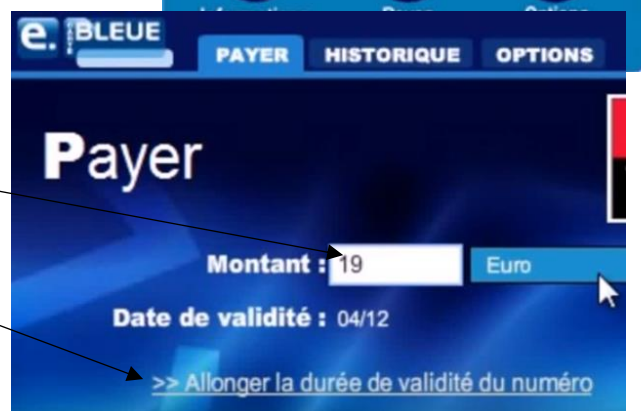 e. BLEUE
PAYER HISTORIQUE OPTIONS
Payer
Montant : 19 Euro
Date de validité : 04/12
>> Allonger la durée de validité du numéro